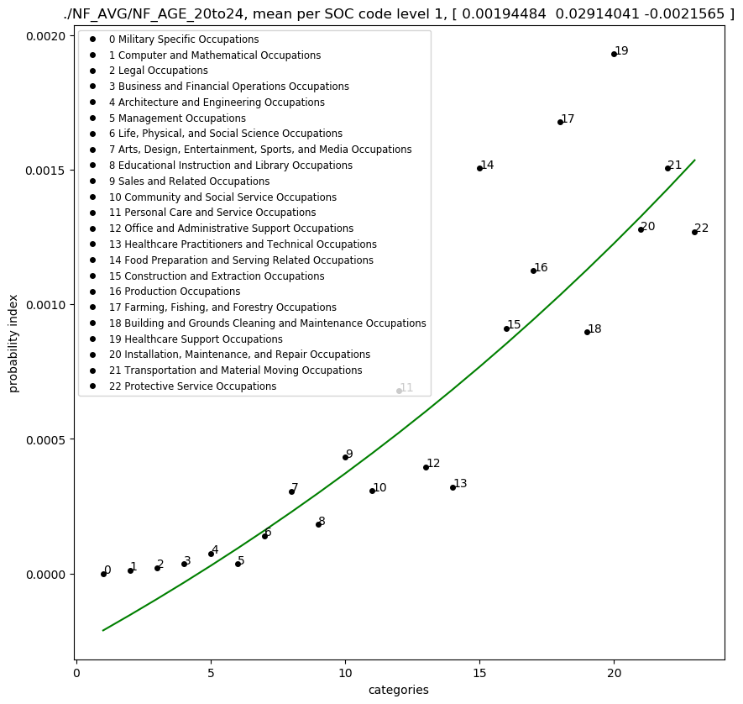 ./NF_AVG/NF_AGE_20to24, mean per SOC code level 1, [ 0.00194484 0.02914041 -0.0021565 ]
0 Military Specific Occupations
1 Computer and Mathematical Occupations
2 Legal Occupations
3 Business and Financial Operations Occupations
4 Architecture and Engineering Occupations
5 Management Occupations
6 Life, Physical, and Social Science Occupations
7 Arts, Design, Entertainment, Sports, and Media Occupations
8 Educational Instruction and Library Occupations
9 Sales and Related Occupations
10 Community and Social Service Occupations
11 Personal Care and Service Occupations
12 Office and Administrative Support Occupations
13 Healthcare Practitioners and Technical Occupations
14 Food Preparation and Serving Related Occupations
15 Construction and Extraction Occupations
16 Production Occupations
17 Farming, Fishing, and Forestry Occupations
18 Building and Grounds Cleaning and Maintenance Occupations
19 Healthcare Support Occupations
20 Installation, Maintenance, and Repair Occupations
21 Transportation and Material Moving Occupations
22 Protective Service Occupations
0.0020
0.0015
0.0010
0.0005
0.0000
probability index
0
1
2
3
4
5
6
7
8
9
10
11
12
13
14
15
16
17
18
19
20
21
22
0 5 10 15 20
categories